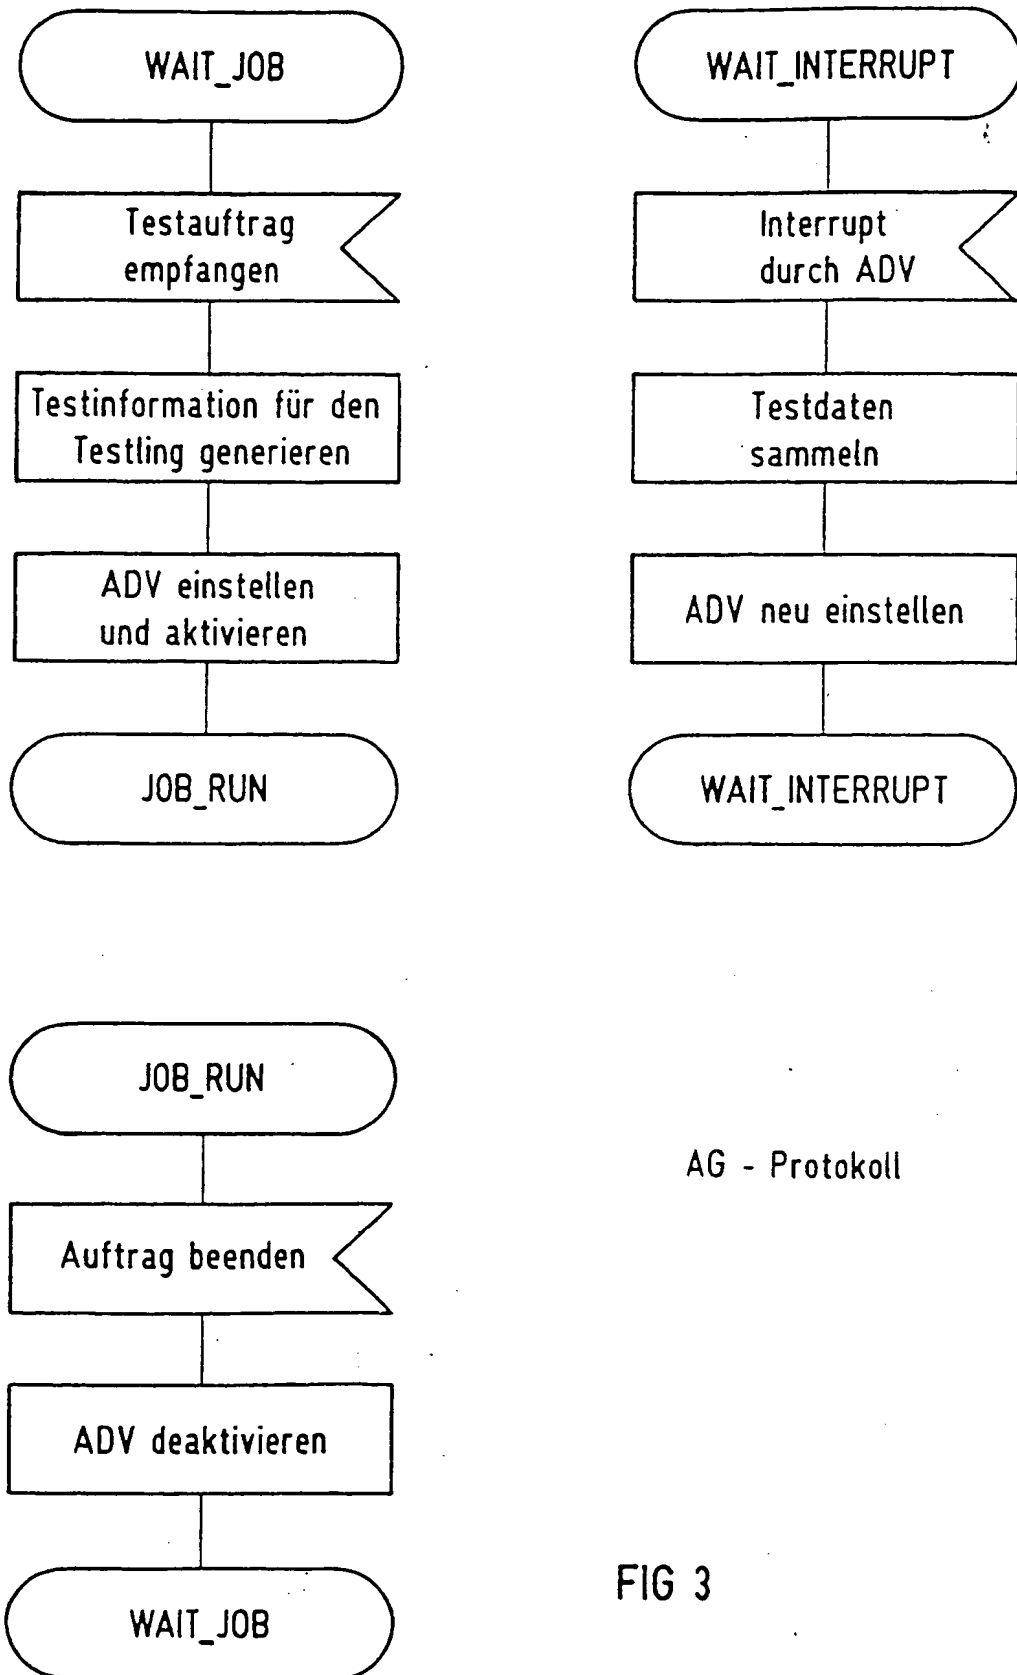 WAIT_JOB
Testauftrag
empfangen
Testinformation für den
Testling generieren
ADV einstellen
und aktivieren
JOB_RUN
WAIT_INTERRUPT
Interrupt
durch ADV
Testdaten
sammeln
ADV neu einstellen
WAIT_INTERRUPT
JOB_RUN
Auftrag beenden
ADV deaktivieren
WAIT_JOB
AG - Protokoll
FIG 3